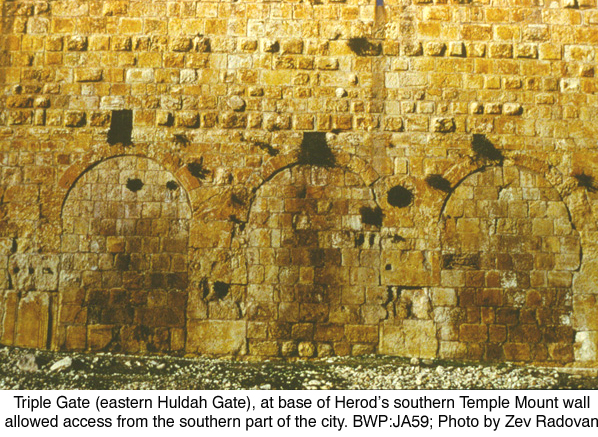 Triple Gate (eastern Huldah Gate), at base of Herod’s southern Temple Mount wall
allowed access from the southern part of the city. BWP:JA59; Photo by Zev Radovan